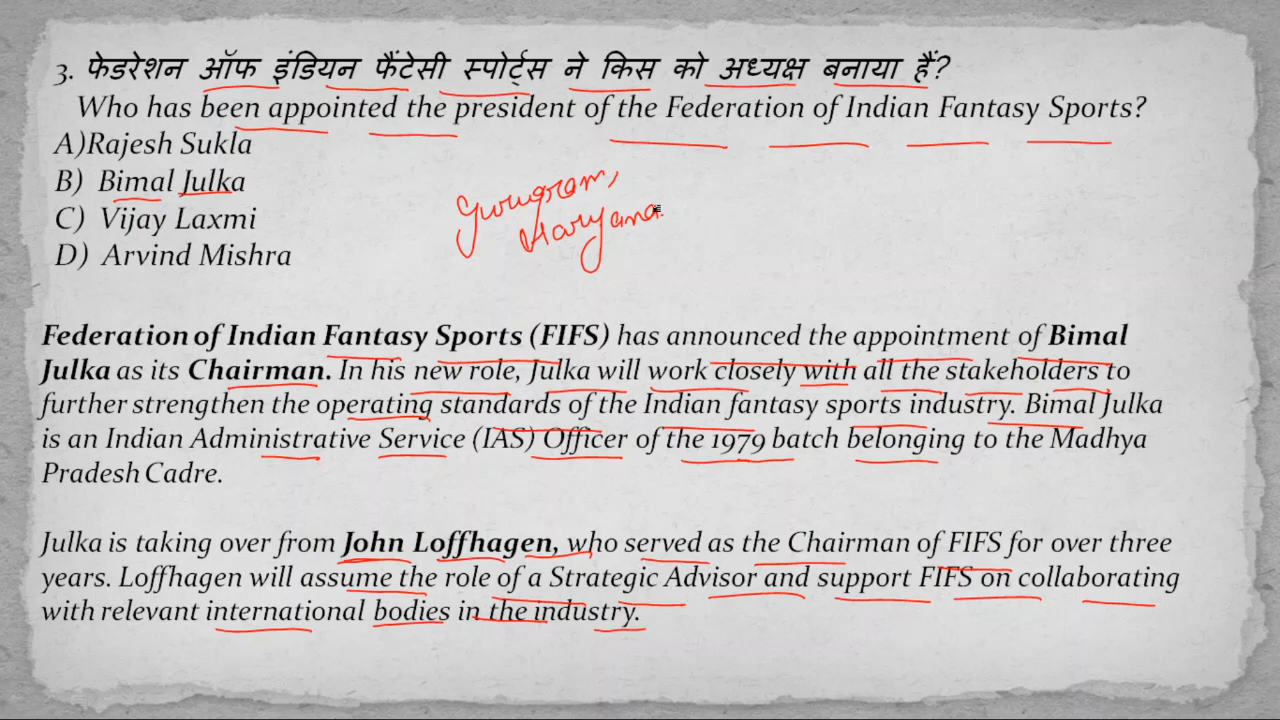 3. फेडरेशन ऑफ इंडियन फैंटेसी स्पोर्ट्स ने किस को अध्यक्ष बनाया हैं?
Who has been appointed the president of the Federation of Indian Fantasy Sports?
A)Rajesh Sukla
B) Bimal Julka
C) Vijay Laxmi
D) Arvind Mishra
Gurugram,
Haryana.
Federation of Indian Fantasy Sports (FIFS) has announced the appointment of Bimal
Julka as its Chairman. In his new role, Julka will work closely with all the stakeholders to
further strengthen the operating standards of the Indian fantasy sports industry. Bimal Julka
is an Indian Administrative Service (IAS) Officer of the 1979 batch belonging to the Madhya
Pradesh Cadre.
Julka is taking over from John Loffhagen, who served as the Chairman of FIFS for over three
years. Loffhagen will assume the role of a Strategic Advisor and support FIFS on collaborating
with relevant international bodies in the industry.